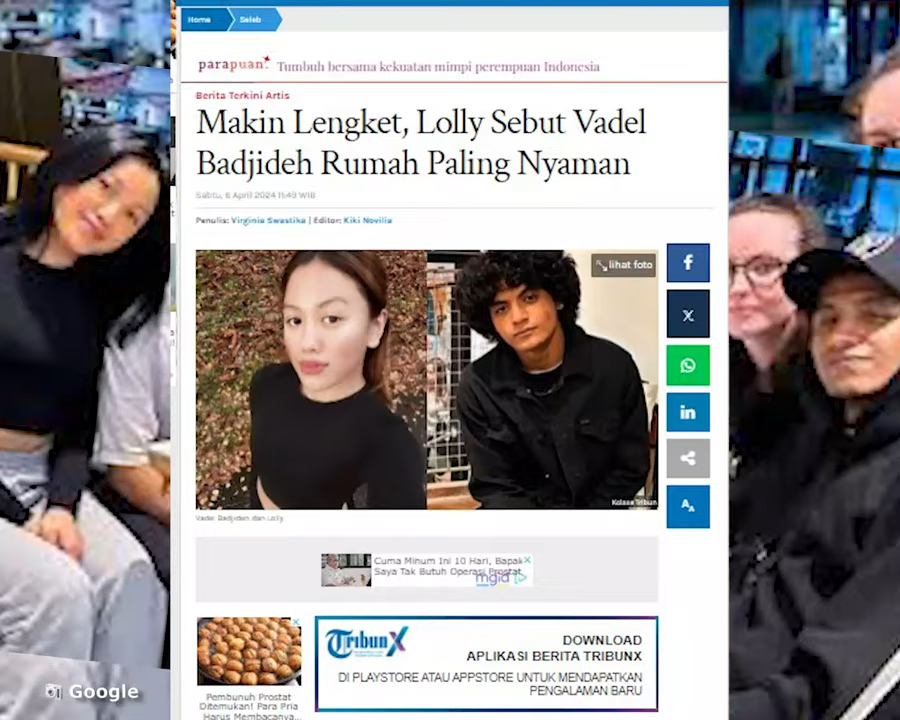 Home
Seleb
parapuan.
Tumbuh bersama kekuatan mimpi perempuan Indonesia
Berita Terkini Artis
Makin Lengket, Lolly Sebut Vadel
Badjideh Rumah Paling Nyaman
Sabtu, 6 April 2024 11:49 WIB
Penulis: Virginia Swastika | Editor: Kiki Novilia
lihat foto
Kolase Tribun
Vadel Badjideh dan Lolly
Cuma Minum Ini 10 Hari, Bapak
Saya Tak Butuh Operasi Prostat
mgid
TribunX
DOWNLOAD
APLIKASI BERITA TRIBUNX
DI PLAYSTORE ATAU APPSTORE UNTUK MENDAPATKAN
PENGALAMAN BARU
Pembunuh Prostat
Ditemukan! Para Pria
Harus Membacanya...
Google